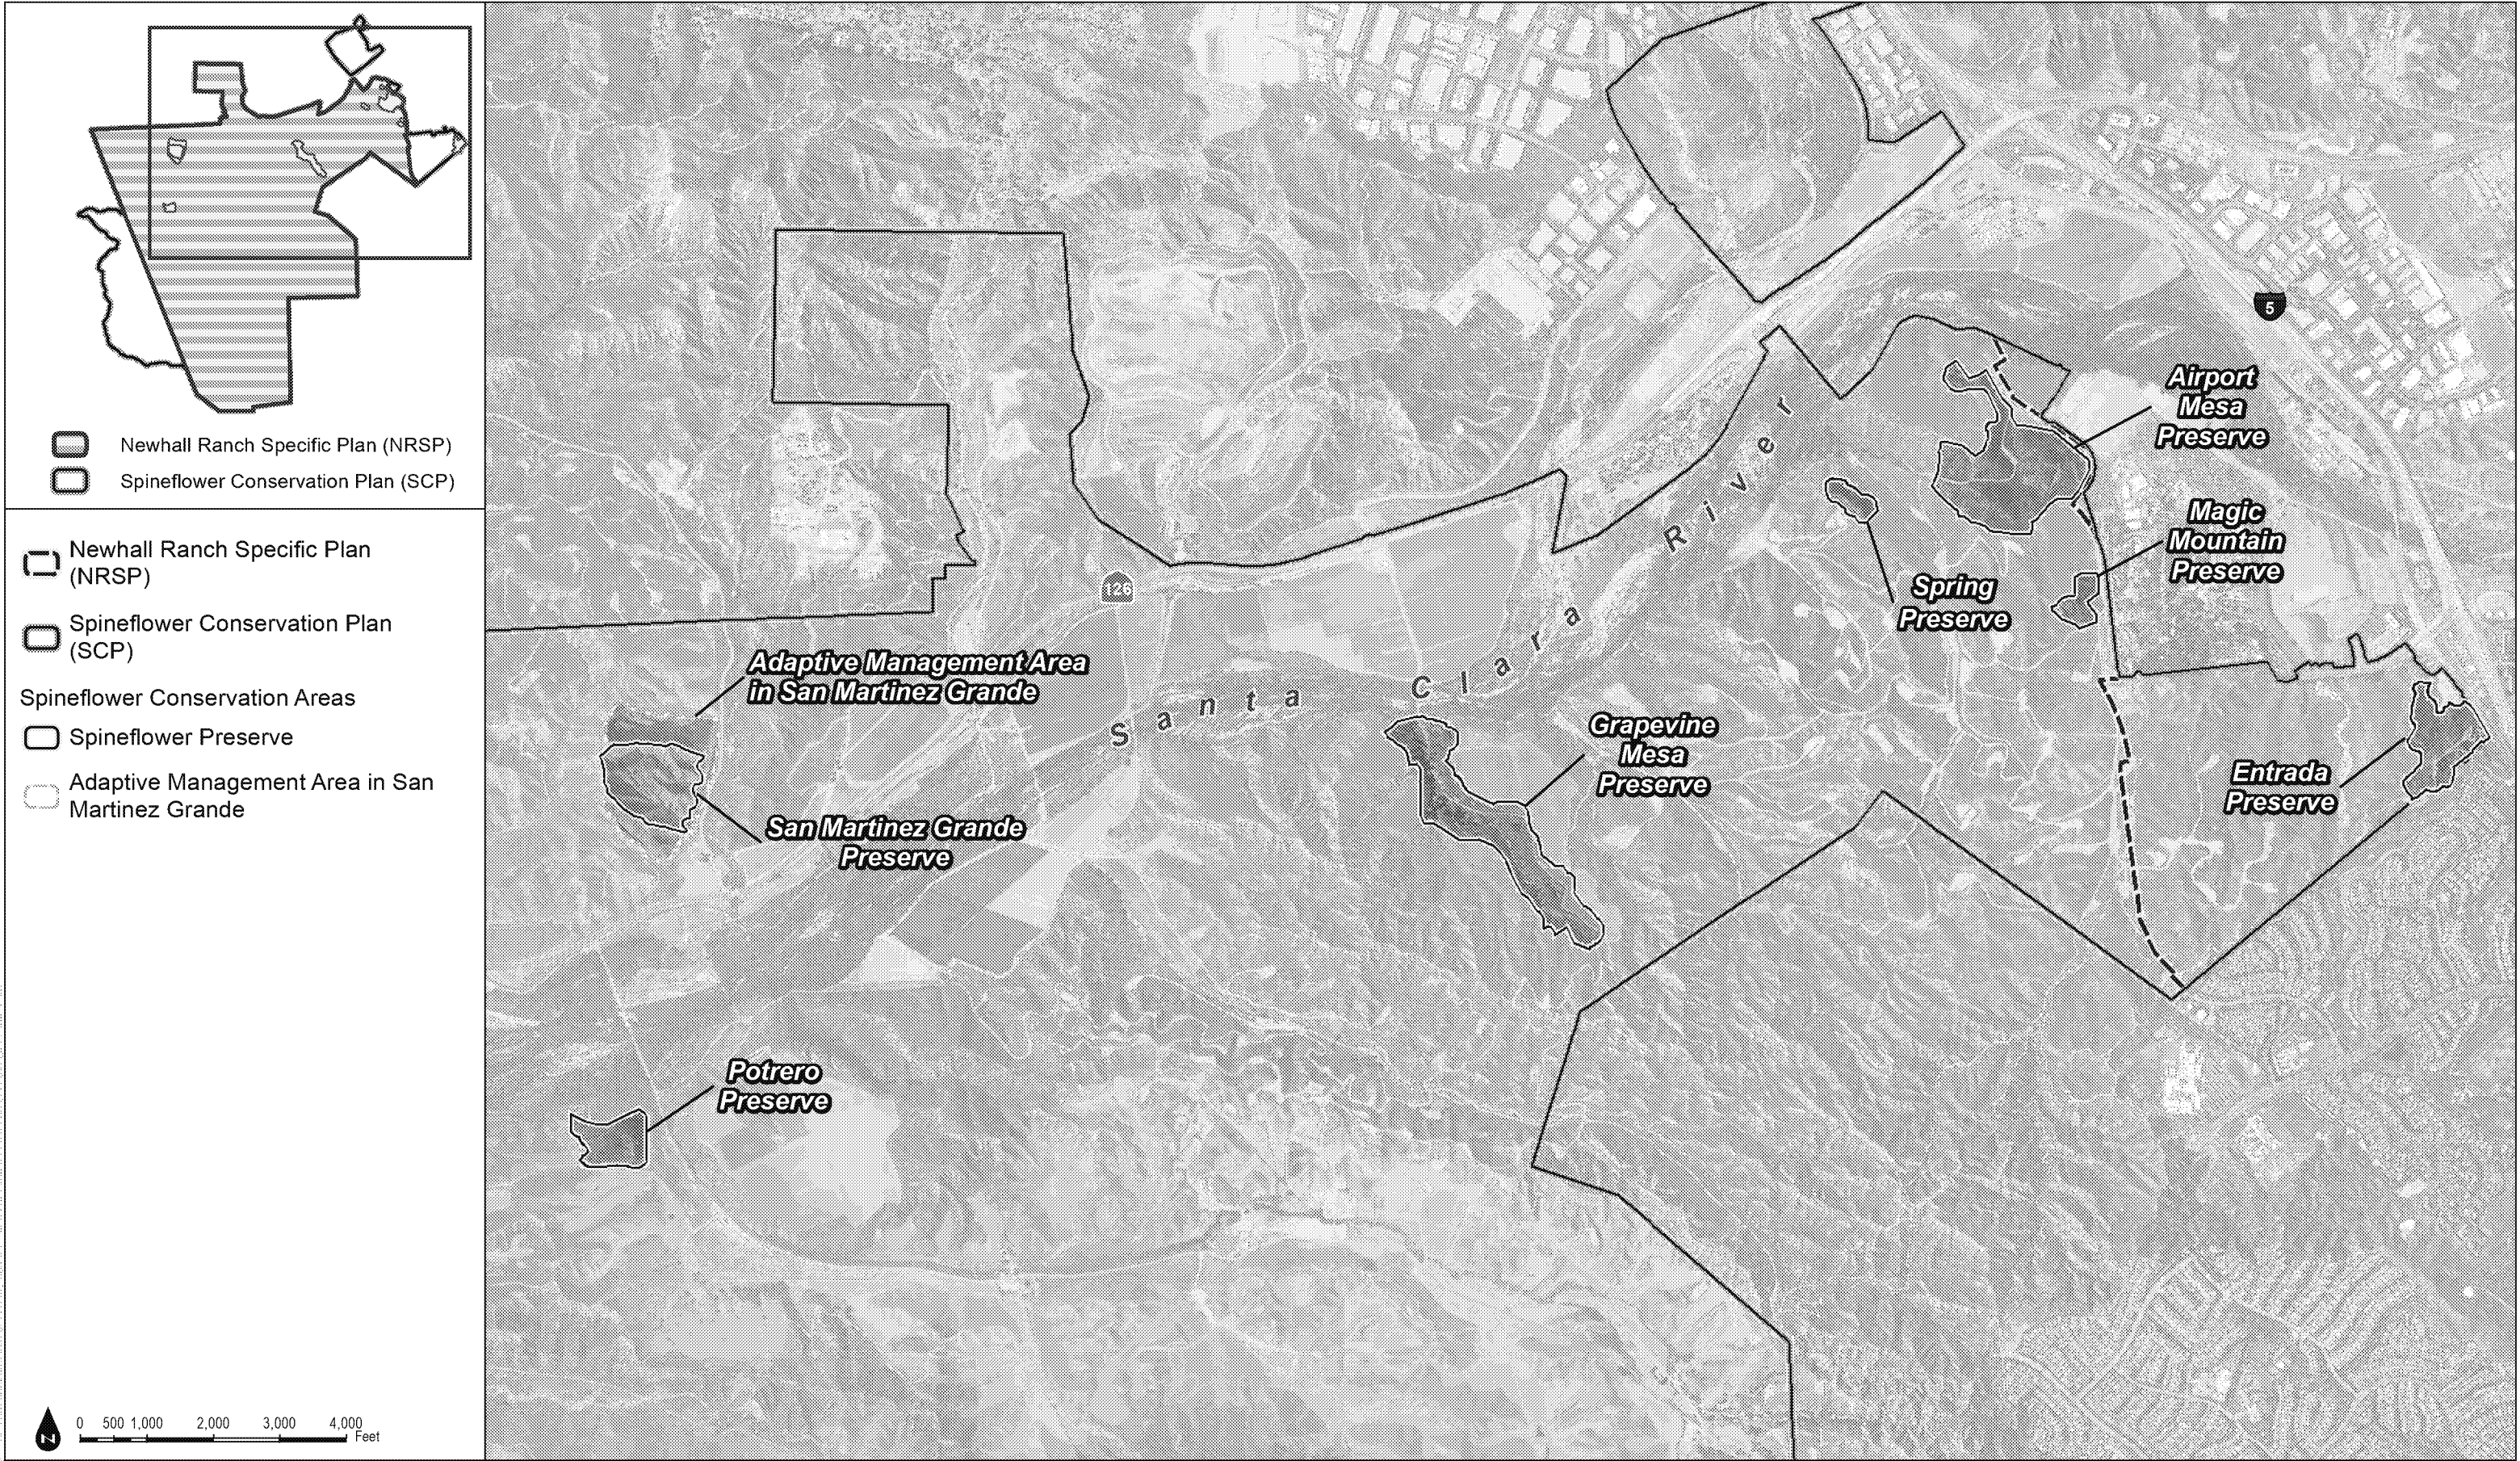 Newhall Ranch Specific Plan (NRSP)
Spineflower Conservation Plan (SCP)
Newhall Ranch Specific Plan
(NRSP)
Spineflower Conservation Plan
(SCP)
Spineflower Conservation Areas
Spineflower Preserve
Adaptive Management Area in San
Martinez Grande
N
0 500 1,000 2,000 3,000 4,000
Feet
5
Airport
Mesa
Preserve
Magic
Mountain
Preserve
Spring
Preserve
126
Santa Clara River
Adaptive Management Area
in San Martinez Grande
San Martinez Grande
Preserve
Grapevine
Mesa
Preserve
Entrada
Preserve
Potrero
Preserve